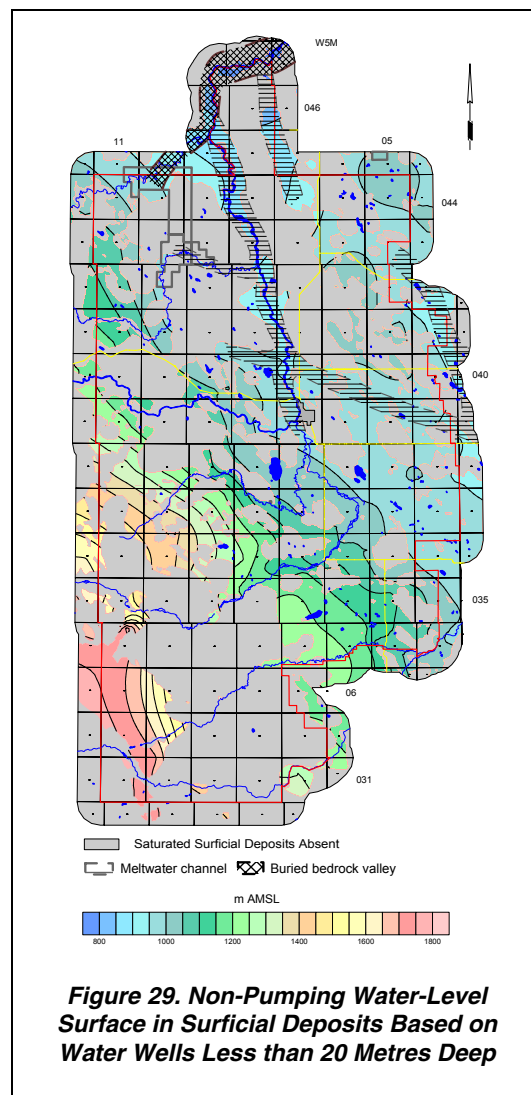 W5M
046
11
05
044
040
035
06
031
Saturated Surficial Deposits Absent
Meltwater channel Buried bedrock valley
m AMSL
800 1000 1200 1400 1600 1800
Figure 29. Non-Pumping Water-Level
Surface in Surficial Deposits Based on
Water Wells Less than 20 Metres Deep